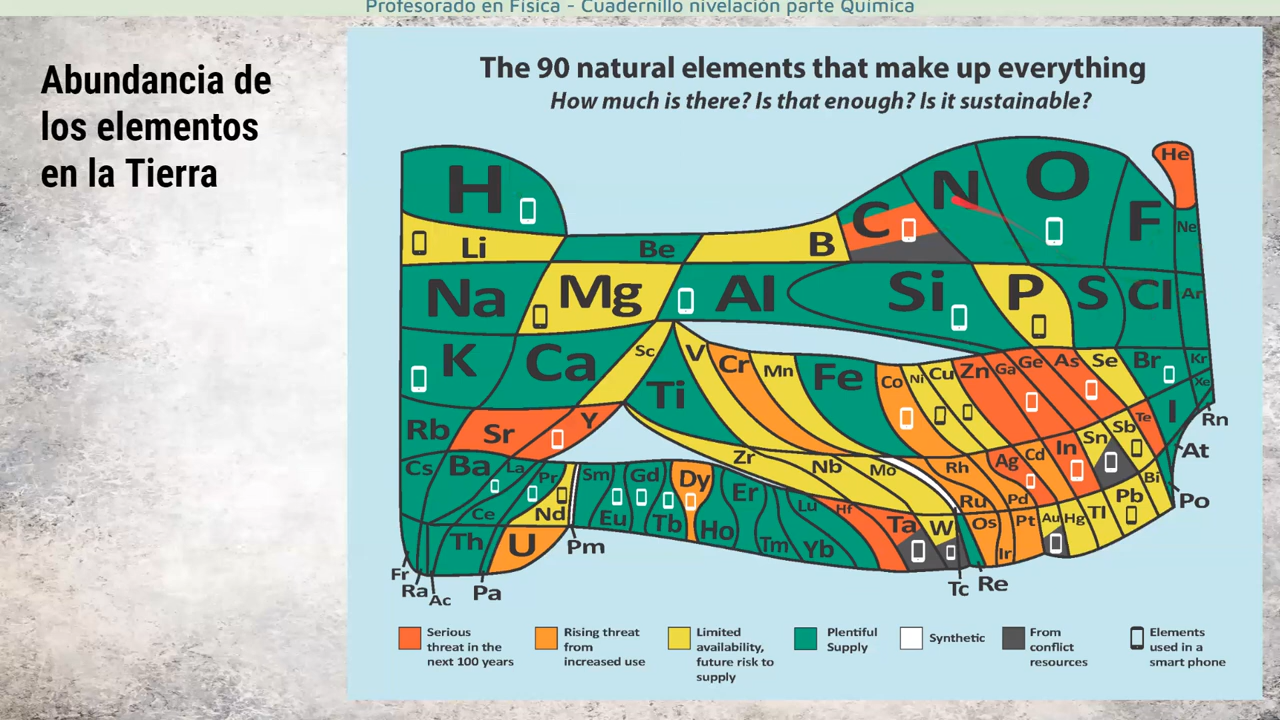 Profesorado en Física - Cuadernillo nivelación parte Química
Abundancia de
los elementos
en la Tierra
The 90 natural elements that make up everything
How much is there? Is that enough? Is it sustainable?
H
C
N
O
F
He
Ne
Li
Be
B
Na
Mg
Al
Si
P
S
Cl
Ar
K
Ca
Sc
Ti
V
Cr
Mn
Fe
Co
Ni
Cu
Zn
Ga
Ge
As
Se
Br
Kr
Xe
Rb
Sr
Y
Zr
Nb
Mo
Rh
Ru
Ag
Pd
Cd
In
Sn
Sb
Te
I
Rn
At
Po
Cs
Ba
La
Ce
Pr
Nd
Sm
Eu
Gd
Tb
Dy
Ho
Er
Tm
Yb
Lu
Hf
Ta
W
Os
Ir
Pt
Au
Hg
Tl
Pb
Bi
Th
U
Pm
Fr
Ra
Ac
Pa
Tc
Re
Serious
threat in the
next 100 years
Rising threat
from
increased use
Limited
availability,
future risk to
supply
Plentiful
Supply
Synthetic
From
conflict
resources
Elements
used in a
smart phone